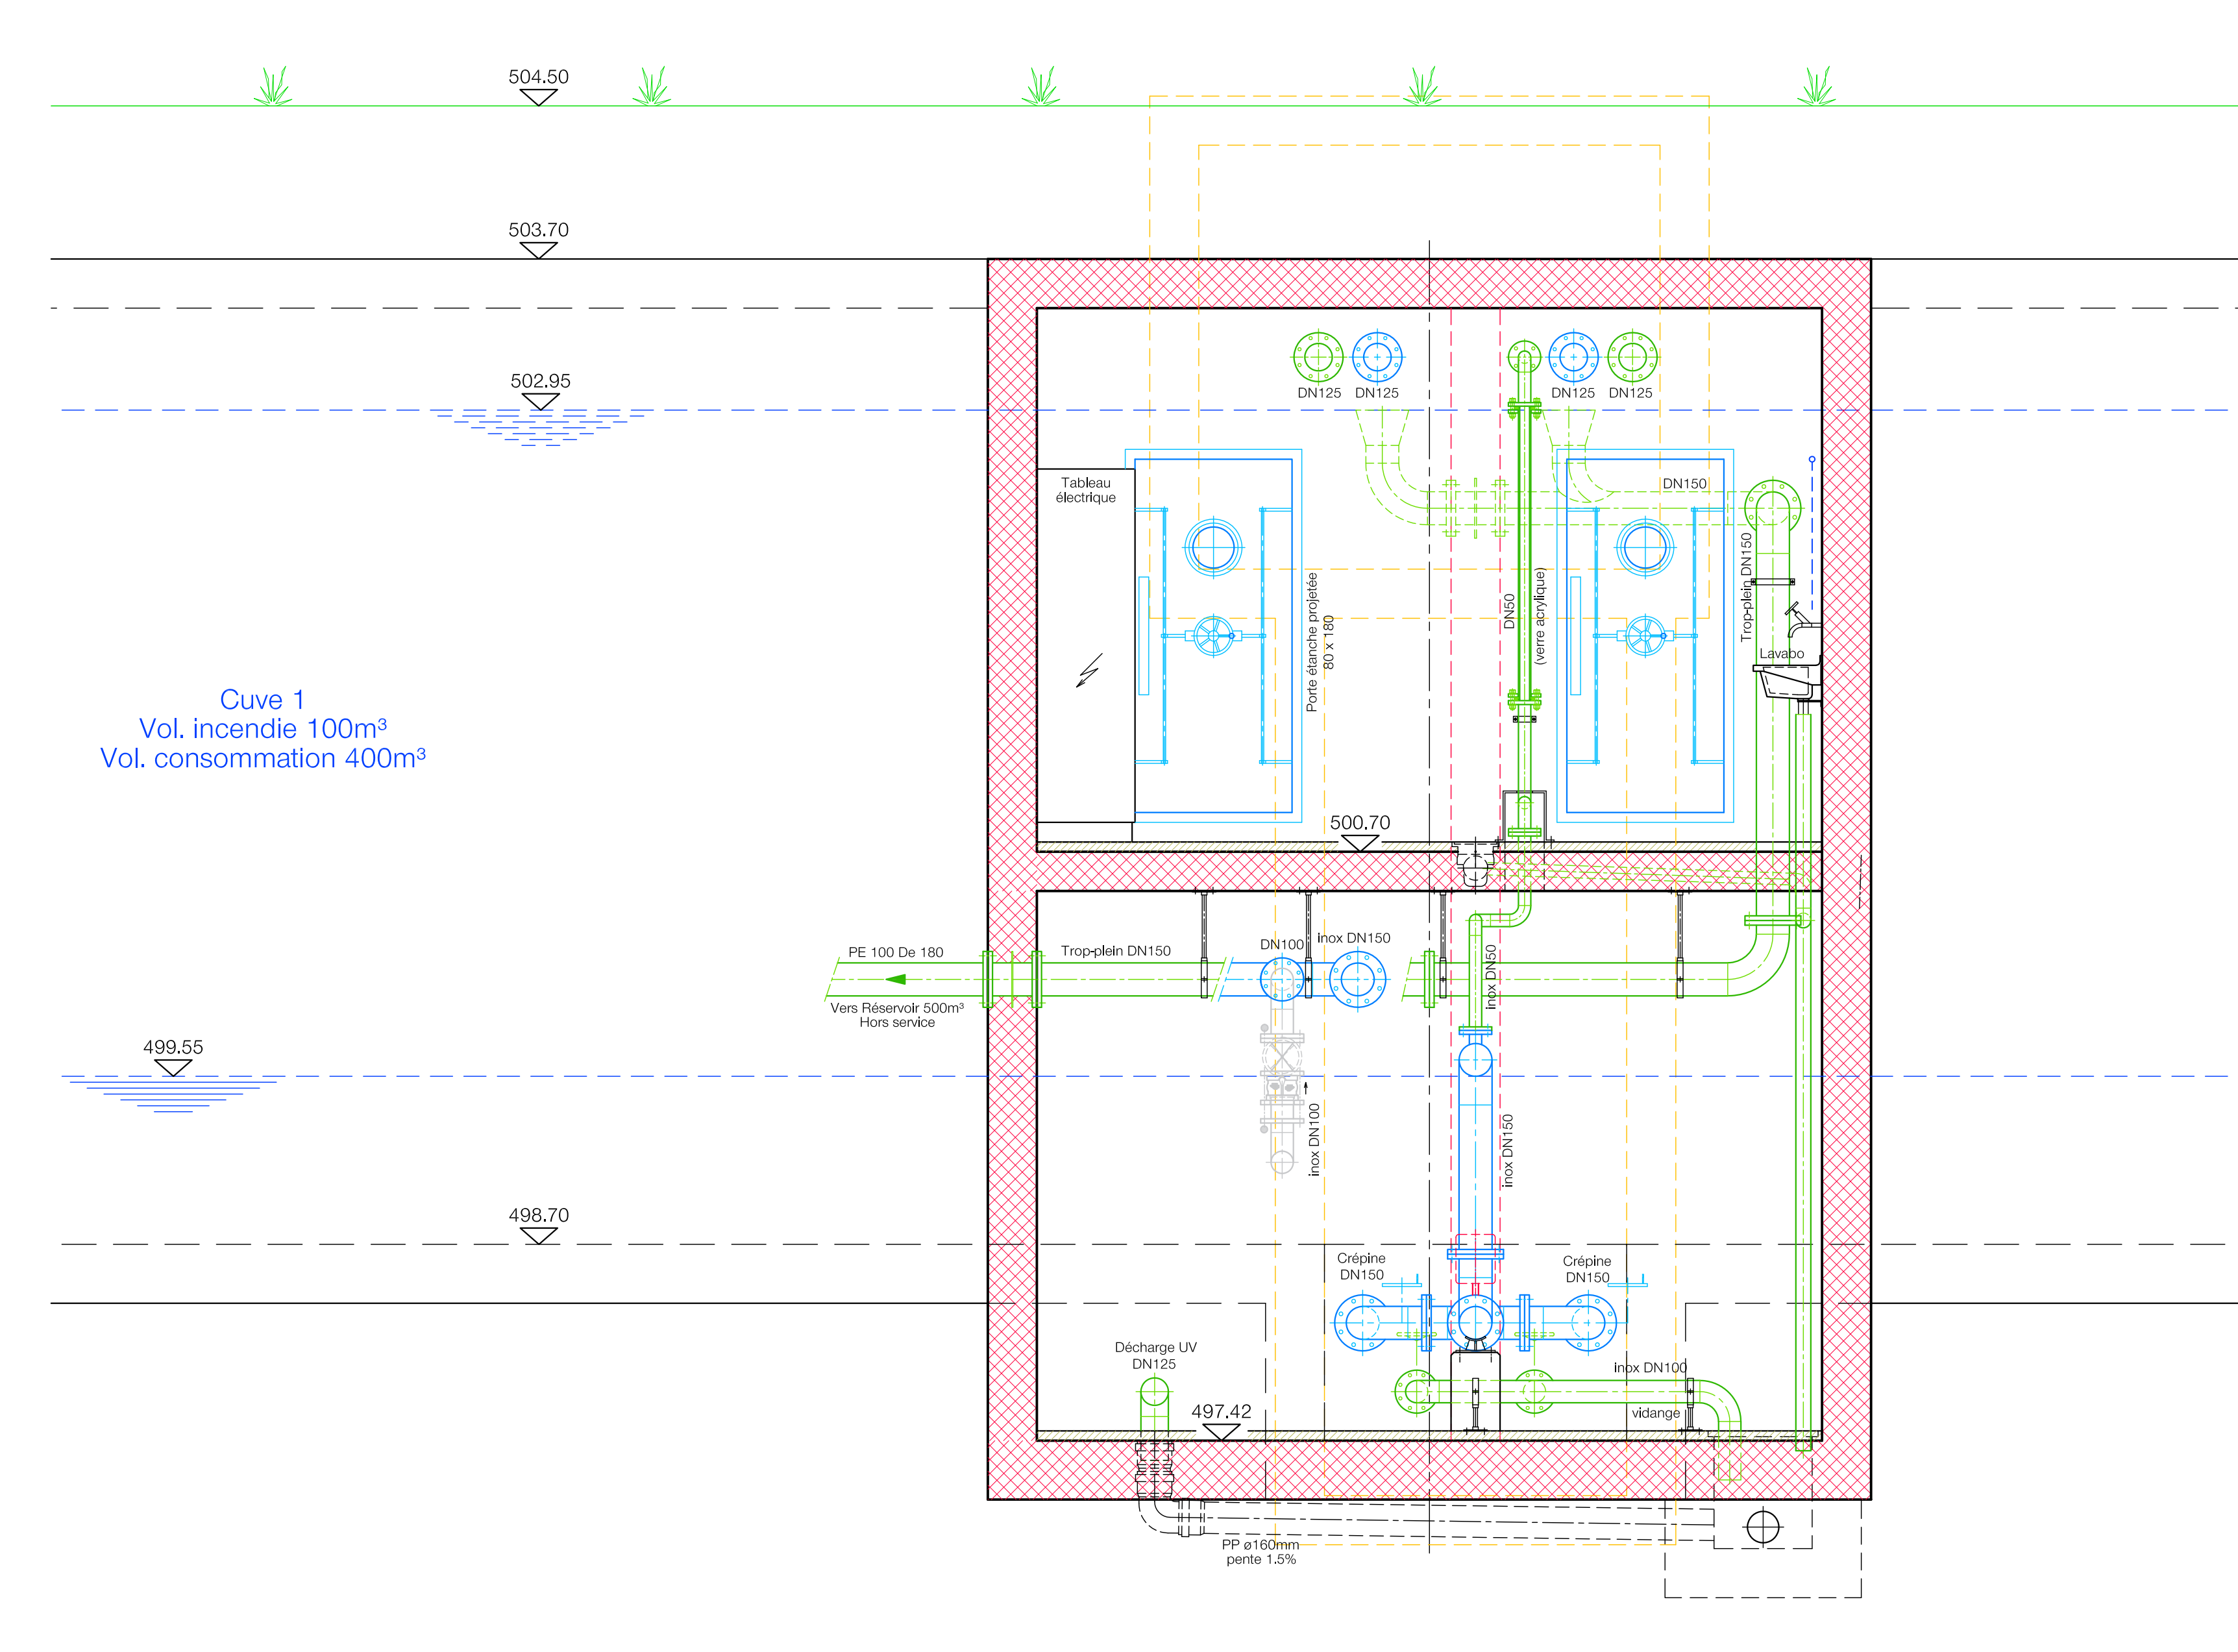 504.50
503.70
502.95
DN125
DN125
DN125
DN125
Tableau
électrique
DN150
Trop-plein DN150
Porte étanche projetée
80 x 180
DN50
(verre acrylique)
Lavabo
Cuve 1
Vol. incendie 100m³
Vol. consommation 400m³
500.70
PE 100 De 180
Trop-plein DN150
DN100
inox DN150
inox DN50
Vers Réservoir 500m³
Hors service
499.55
inox DN100
inox DN150
498.70
Crépine
DN150
Crépine
DN150
Décharge UV
DN125
inox DN100
497.42
vidange
PP ø160mm
pente 1.5%